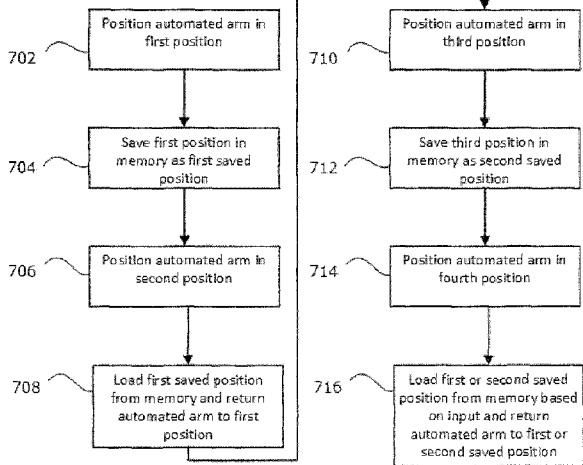 702
Position automated arm in
first position
704
Save first position in
memory as first saved
position
706
Position automated arm in
second position
708
Load first saved position
from memory and return
automated arm to first
position
710
Position automated arm in
third position
712
Save third position in
memory as second saved
position
714
Position automated arm in
fourth position
716
Load first or second saved
position from memory based
on input and return
automated arm to first or
second saved position